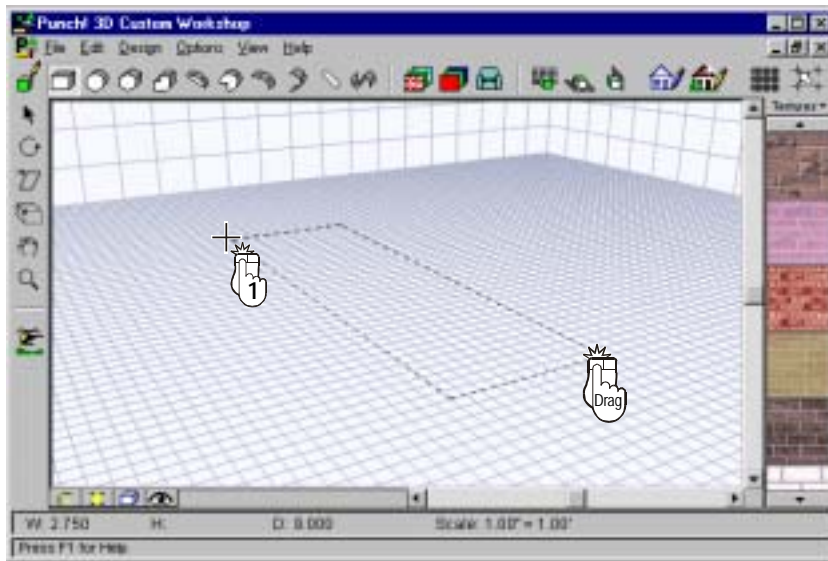 Punch! 3D Custom Workshop
File Edit Design Options View Help
Textures
1
Drag
W: 2.750 H: D: 8.000 Scale: 1.00" = 1.00'
Press F1 for Help